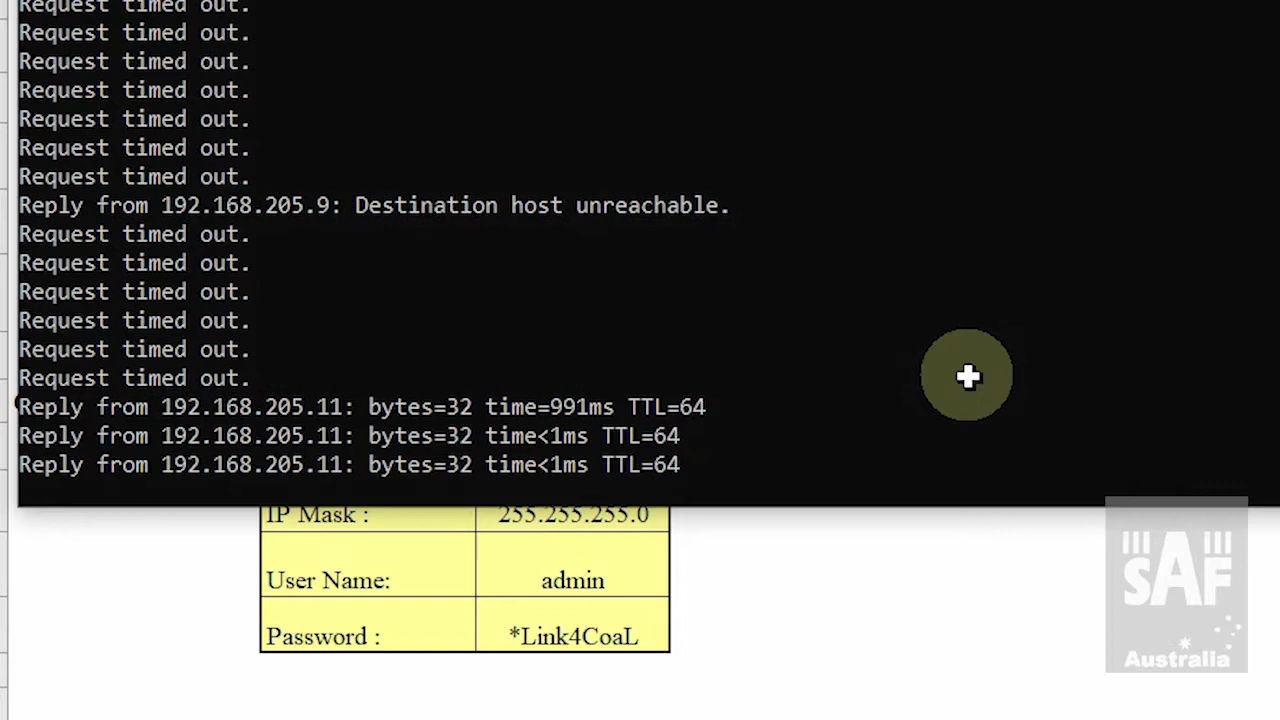 Request timed out.
Request timed out.
Request timed out.
Request timed out.
Request timed out.
Request timed out.
Request timed out.
Reply from 192.168.205.9: Destination host unreachable.
Request timed out.
Request timed out.
Request timed out.
Request timed out.
Request timed out.
Request timed out.
Reply from 192.168.205.11: bytes=32 time=991ms TTL=64
Reply from 192.168.205.11: bytes=32 time<1ms TTL=64
Reply from 192.168.205.11: bytes=32 time<1ms TTL=64
IP Mask : 255.255.255.0
User Name: admin
Password : *Link4CoaL
SAF
Australia